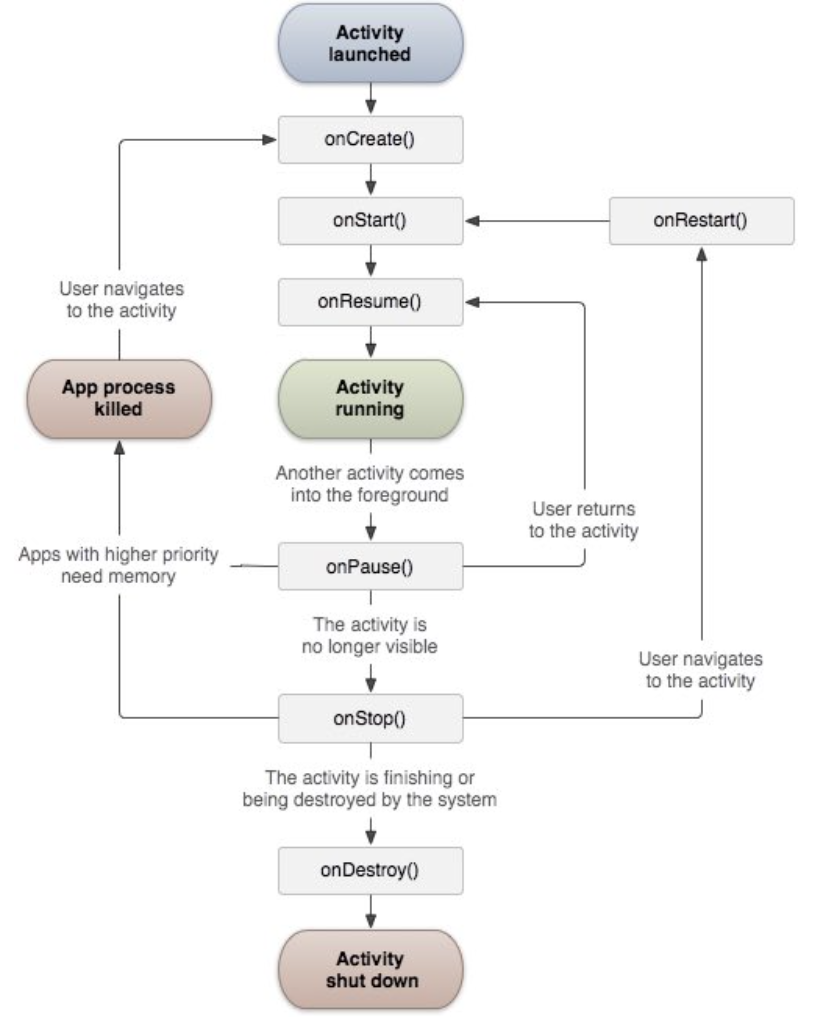 Activity
launched
onCreate()
onStart()
onRestart()
User navigates
to the activity
onResume()
App process
killed
Activity
running
Another activity comes
into the foreground
User returns
to the activity
Apps with higher priority
need memory
onPause()
The activity is
no longer visible
User navigates
to the activity
onStop()
The activity is finishing or
being destroyed by the system
onDestroy()
Activity
shut down